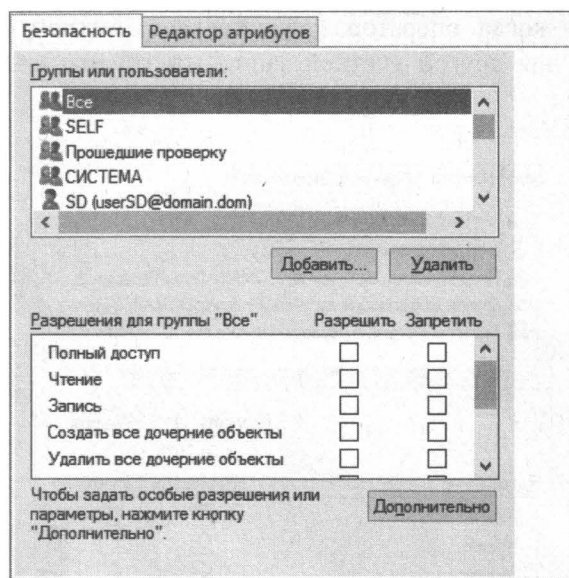 Безопасность Редактор атрибутов
Группы или пользователи:
Все
SELF
Прошедшие проверку
СИСТЕМА
SD (userSD@domain.dom)
Добавить... Удалить
Разрешения для группы "Все" Разрешить Запретить
Полный доступ
Чтение
Запись
Создать все дочерние объекты
Удалить все дочерние объекты
Чтобы задать особые разрешения или
параметры, нажмите кнопку
"Дополнительно".
Дополнительно